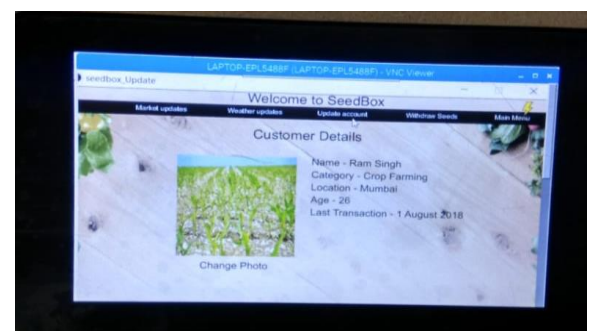 LAPTOP-EPL5488F (LAPTOP-EPL5488F) - VNC Viewer
seedbox_Update
Welcome to SeedBox
Market updates Weather updates Update account Withdraw Seeds Main Menu
Customer Details
Name - Ram Singh
Category - Crop Farming
Location - Mumbai
Age - 26
Last Transaction - 1 August 2018
Change Photo